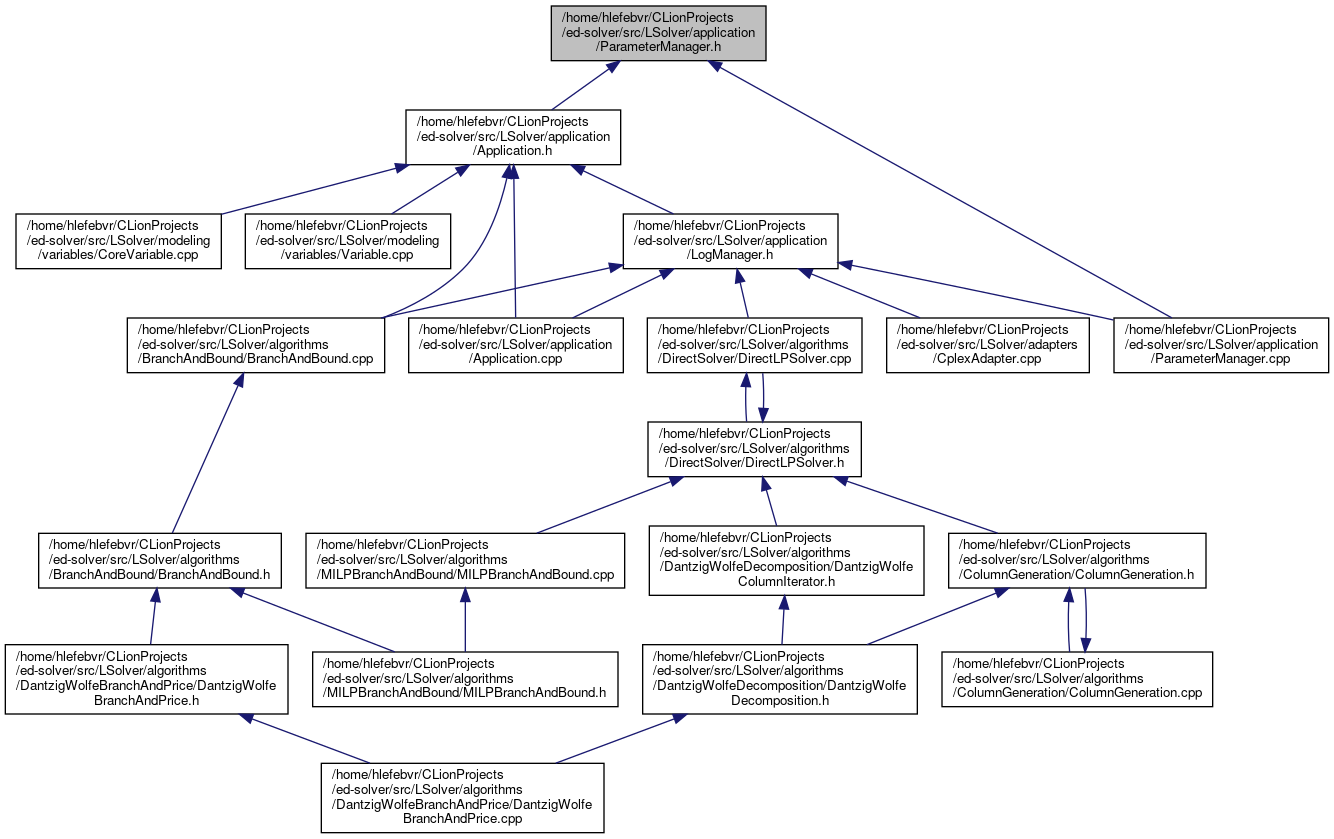 /home/hlefebvr/CLionProjects
/ed-solver/src/LSolver/application
/ParameterManager.h
/home/hlefebvr/CLionProjects
/ed-solver/src/LSolver/application
/Application.h
/home/hlefebvr/CLionProjects
/ed-solver/src/LSolver/modeling
/variables/CoreVariable.cpp
/home/hlefebvr/CLionProjects
/ed-solver/src/LSolver/modeling
/variables/Variable.cpp
/home/hlefebvr/CLionProjects
/ed-solver/src/LSolver/application
/LogManager.h
/home/hlefebvr/CLionProjects
/ed-solver/src/LSolver/algorithms
/BranchAndBound/BranchAndBound.cpp
/home/hlefebvr/CLionProjects
/ed-solver/src/LSolver/application
/Application.cpp
/home/hlefebvr/CLionProjects
/ed-solver/src/LSolver/algorithms
/DirectSolver/DirectLPSolver.cpp
/home/hlefebvr/CLionProjects
/ed-solver/src/LSolver/adapters
/CplexAdapter.cpp
/home/hlefebvr/CLionProjects
/ed-solver/src/LSolver/application
/ParameterManager.cpp
/home/hlefebvr/CLionProjects
/ed-solver/src/LSolver/algorithms
/DirectSolver/DirectLPSolver.h
/home/hlefebvr/CLionProjects
/ed-solver/src/LSolver/algorithms
/BranchAndBound/BranchAndBound.h
/home/hlefebvr/CLionProjects
/ed-solver/src/LSolver/algorithms
/MILPBranchAndBound/MILPBranchAndBound.cpp
/home/hlefebvr/CLionProjects
/ed-solver/src/LSolver/algorithms
/DantzigWolfeDecomposition/DantzigWolfe
ColumnIterator.h
/home/hlefebvr/CLionProjects
/ed-solver/src/LSolver/algorithms
/ColumnGeneration/ColumnGeneration.h
/home/hlefebvr/CLionProjects
/ed-solver/src/LSolver/algorithms
/DantzigWolfeBranchAndPrice/DantzigWolfe
BranchAndPrice.h
/home/hlefebvr/CLionProjects
/ed-solver/src/LSolver/algorithms
/MILPBranchAndBound/MILPBranchAndBound.h
/home/hlefebvr/CLionProjects
/ed-solver/src/LSolver/algorithms
/DantzigWolfeDecomposition/DantzigWolfe
Decomposition.h
/home/hlefebvr/CLionProjects
/ed-solver/src/LSolver/algorithms
/ColumnGeneration/ColumnGeneration.cpp
/home/hlefebvr/CLionProjects
/ed-solver/src/LSolver/algorithms
/DantzigWolfeBranchAndPrice/DantzigWolfe
BranchAndPrice.cpp